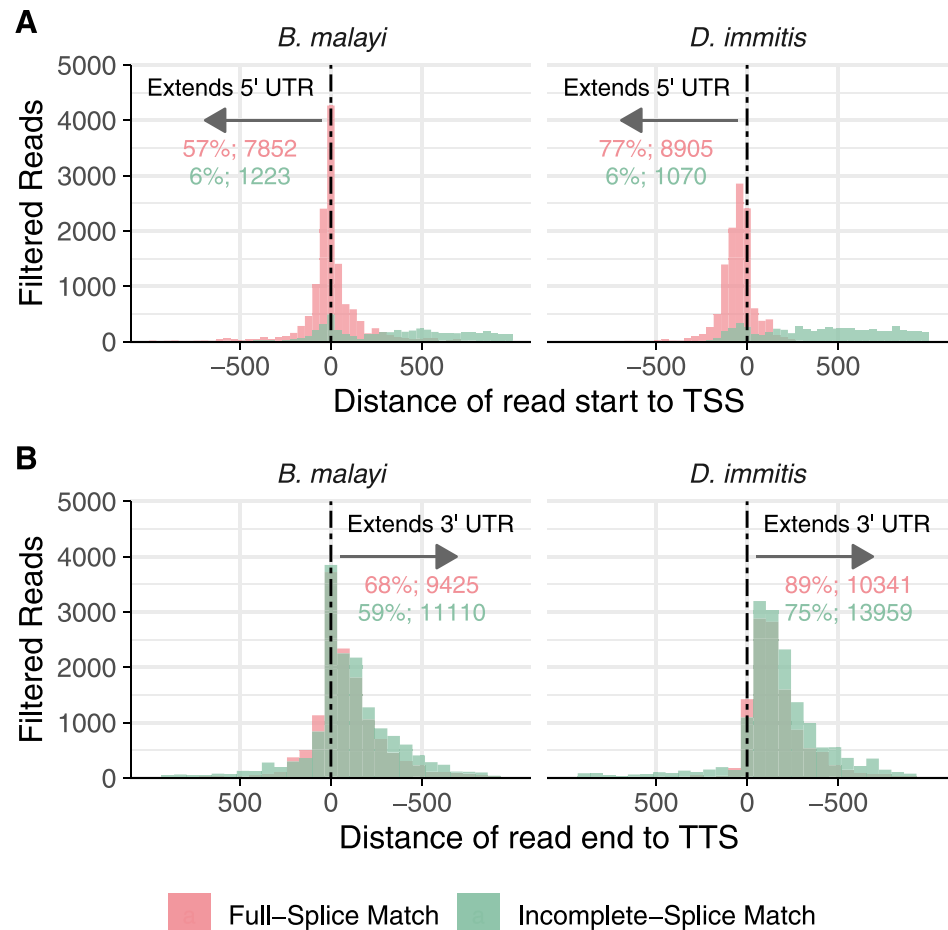 A
B. malayi
D. immitis
Filtered Reads
5000
4000
3000
2000
1000
0
Extends 5' UTR
57%; 7852
6%; 1223
Extends 5' UTR
77%; 8905
6%; 1070
−500
0
500
−500
0
500
Distance of read start to TSS
B
B. malayi
D. immitis
Filtered Reads
5000
4000
3000
2000
1000
0
Extends 3' UTR
68%; 9425
59%; 11110
Extends 3' UTR
89%; 10341
75%; 13959
500
0
−500
500
0
−500
Distance of read end to TTS
a Full−Splice Match
a Incomplete−Splice Match